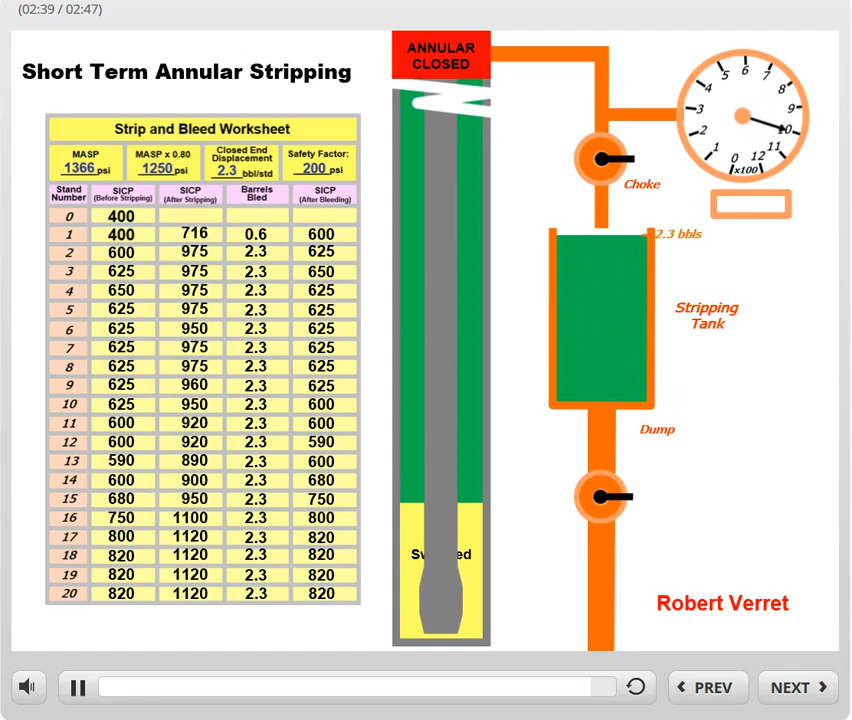 (02:39 / 02:47)
Short Term Annular Stripping
Strip and Bleed Worksheet
MASP
1366 psi
MASP x 0.80
1250 psi
Closed End
Displacement
2.3 bbl/std
Safety Factor:
200 psi
Stand
Number
SICP
(Before Stripping)
SICP
(After Stripping)
Barrels
Bled
SICP
(After Bleeding)
0 400
1 400 716 0.6 600
2 600 975 2.3 625
3 625 975 2.3 650
4 650 975 2.3 625
5 625 975 2.3 625
6 625 950 2.3 625
7 625 975 2.3 625
8 625 975 2.3 625
9 625 960 2.3 625
10 625 950 2.3 600
11 600 920 2.3 600
12 600 920 2.3 590
13 590 890 2.3 600
14 600 900 2.3 680
15 680 950 2.3 750
16 750 1100 2.3 800
17 800 1120 2.3 820
18 820 1120 2.3 820
19 820 1120 2.3 820
20 820 1120 2.3 820
ANNULAR
CLOSED
0 1 2 3 4 5 6 7 8 9 10 11 12
x100
Choke
2.3 bbls
Stripping
Tank
Dump
Robert Verret
PREV
NEXT